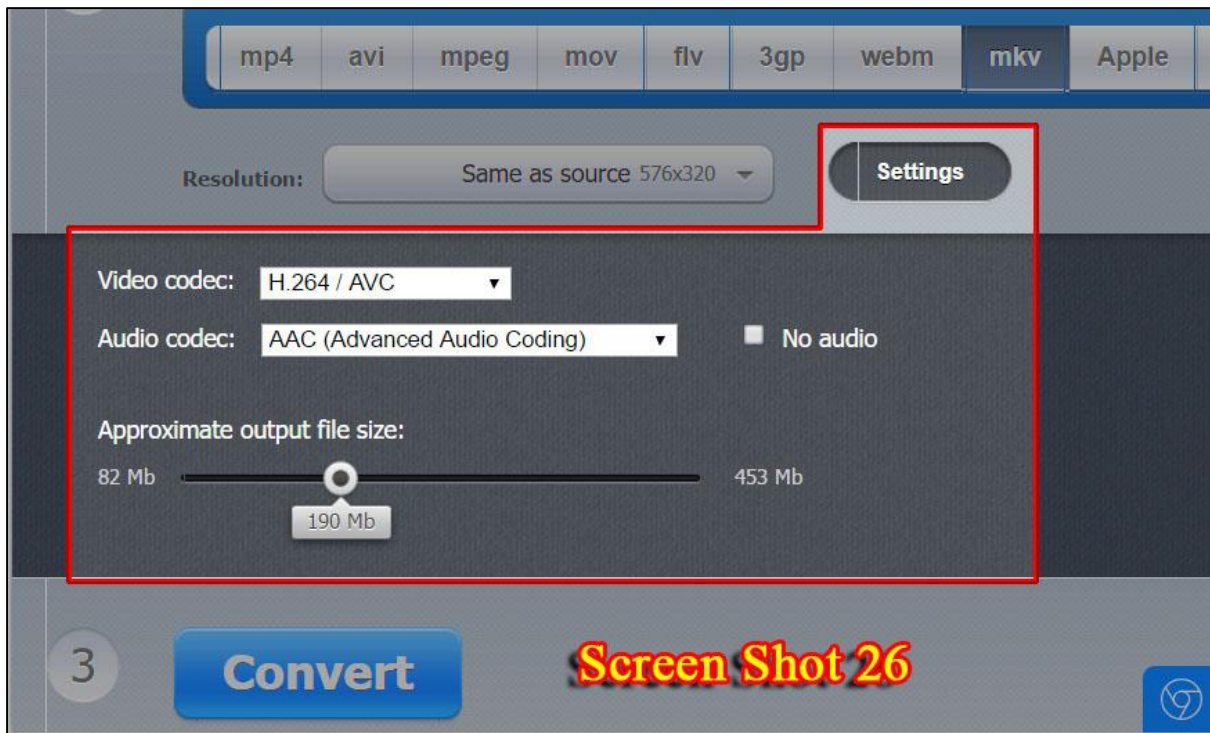 mp4 avi mpeg mov flv 3gp webm mkv Apple
Resolution: Same as source 576x320 Settings
Video codec: H.264 / AVC
Audio codec: AAC (Advanced Audio Coding) No audio
Approximate output file size:
82 Mb 453 Mb
190 Mb
3 Convert Screen Shot 26